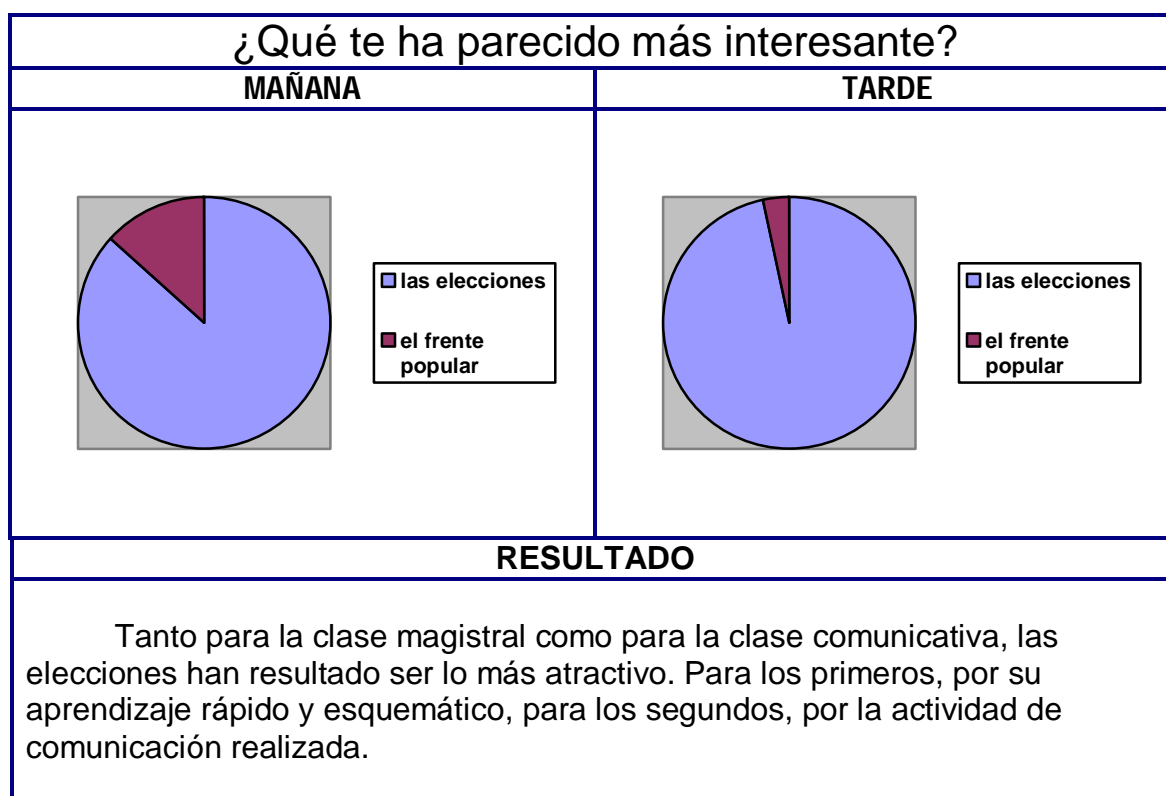 ¿Qué te ha parecido más interesante?
MAÑANA
TARDE
las elecciones
el frente
popular
las elecciones
el frente
popular
RESULTADO
Tanto para la clase magistral como para la clase comunicativa, las
elecciones han resultado ser lo más atractivo. Para los primeros, por su
aprendizaje rápido y esquemático, para los segundos, por la actividad de
comunicación realizada.